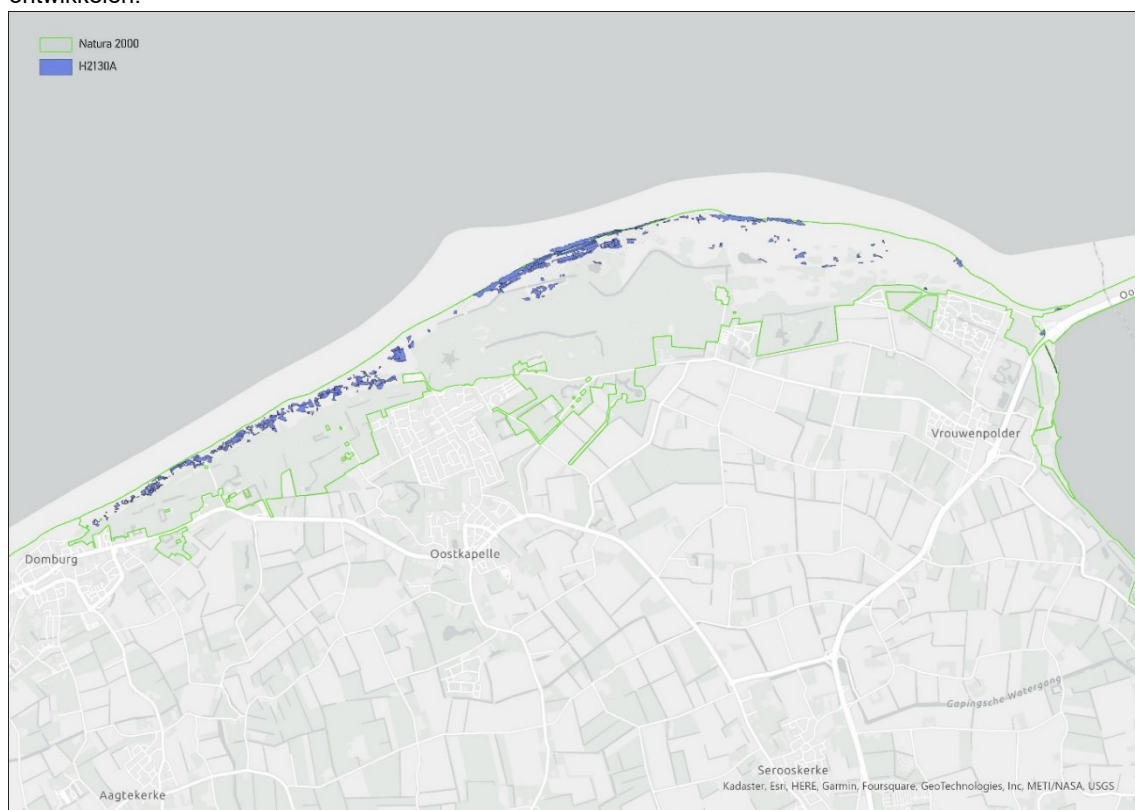 Natura 2000
H2130A
Vrouwenpolder
Domburg
Oostkapelle
Gapingsche Watergang
Serooskerke
Aagtekerke
Kadaster, Esri, HERE, Garmin, Foursquare, GeoTechnologies, Inc, METI/NASA, USGS